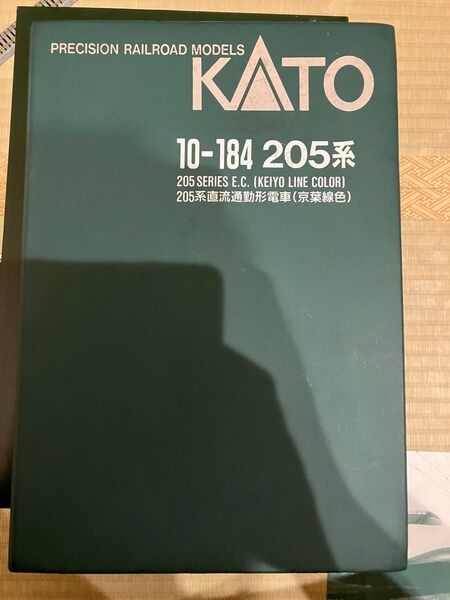 PRECISION RAILROAD MODELS
KATO
10-184 205系
205 SERIES E.C. (KEIYO LINE COLOR)
205系直流通勤形電車(京葉線色)